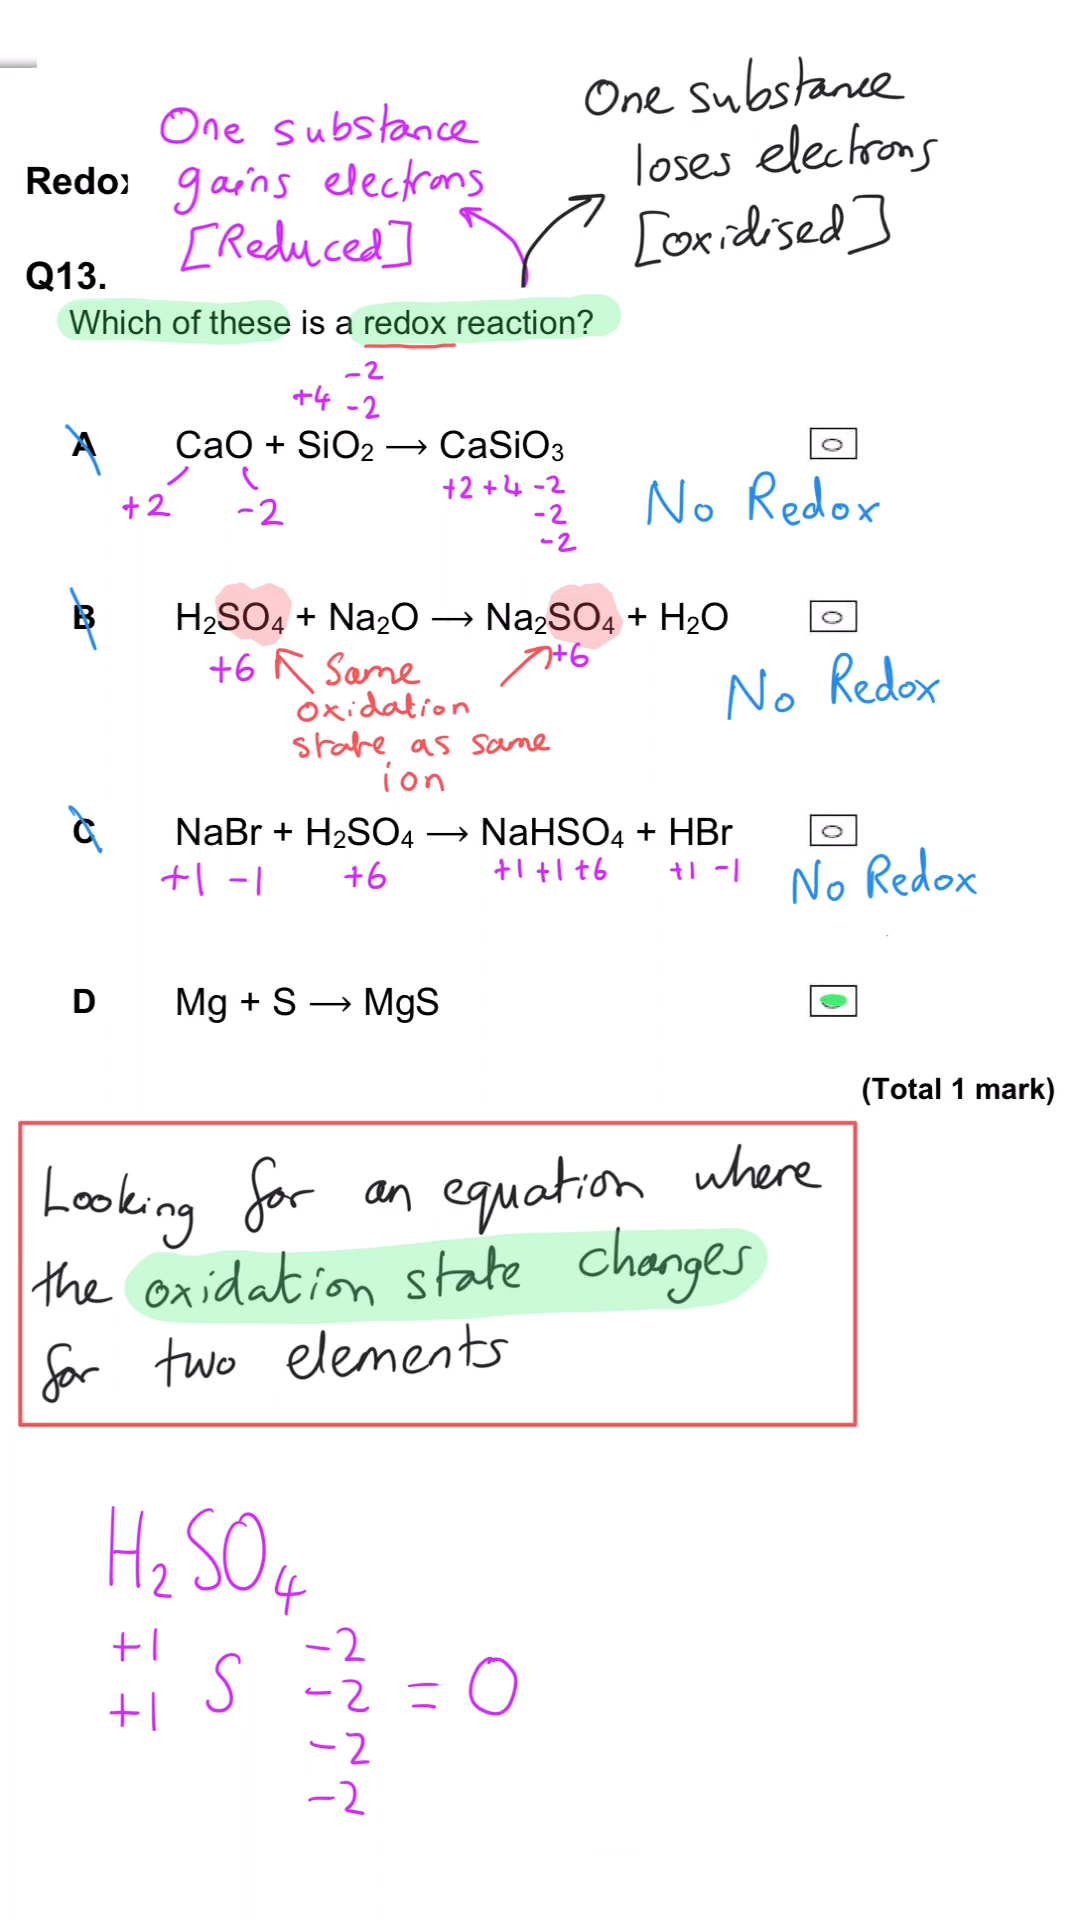 One substance
One substance
loses electrons
Redox gains electrons
[Reduced]
[oxidised]
Q13.
Which of these is a redox reaction?
-2
+4 -2
A CaO + SiO₂ → CaSiO₃
+2 -2
+2 +4 -2
-2
-2
No Redox
B H₂SO₄ + Na₂O → Na₂SO₄ + H₂O
+6 Same +6
oxidation
state as same
ion
No Redox
C NaBr + H₂SO₄ → NaHSO₄ + HBr
+1 -1 +6 +1 +1 +6 +1 -1
No Redox
D Mg + S → MgS
(Total 1 mark)
Looking for an equation where
the oxidation state changes
for two elements
H₂SO₄
+1 -2
+1 S -2 = 0
-2
-2